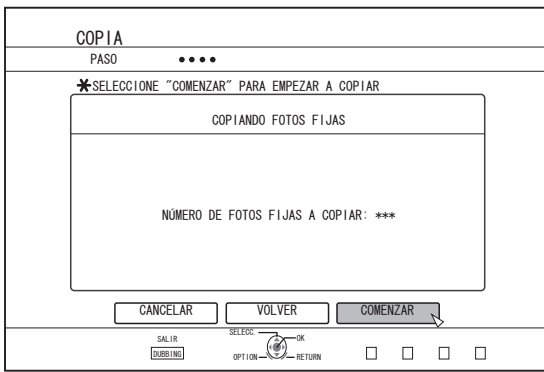 COPIA
PASO
SELECCIONE "COMENZAR" PARA EMPEZAR A COPIAR
COPIANDO FOTOS FIJAS
NÚMERO DE FOTOS FIJAS A COPIAR: ***
CANCELAR VOLVER COMENZAR
SALIR SELECC. OK
DUBBING OPTION RETURN